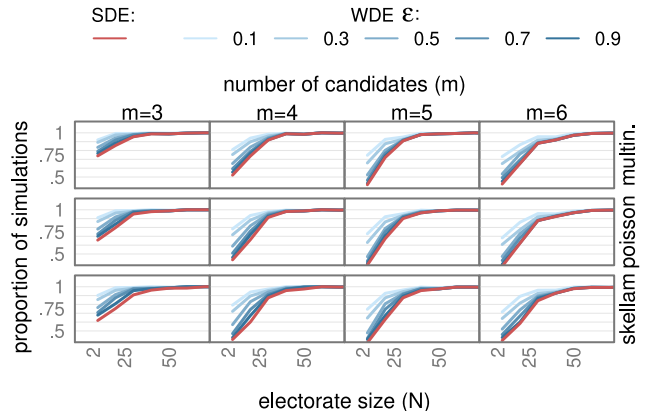 SDE: WDE ε:
0.1 0.3 0.5 0.7 0.9
number of candidates (m)
m=3 m=4 m=5 m=6
proportion of simulations
1
.75
.5
multin.
1
.75
.5
poisson
1
.75
.5
skellam
2 25 50 2 25 50 2 25 50 2 25 50
electorate size (N)